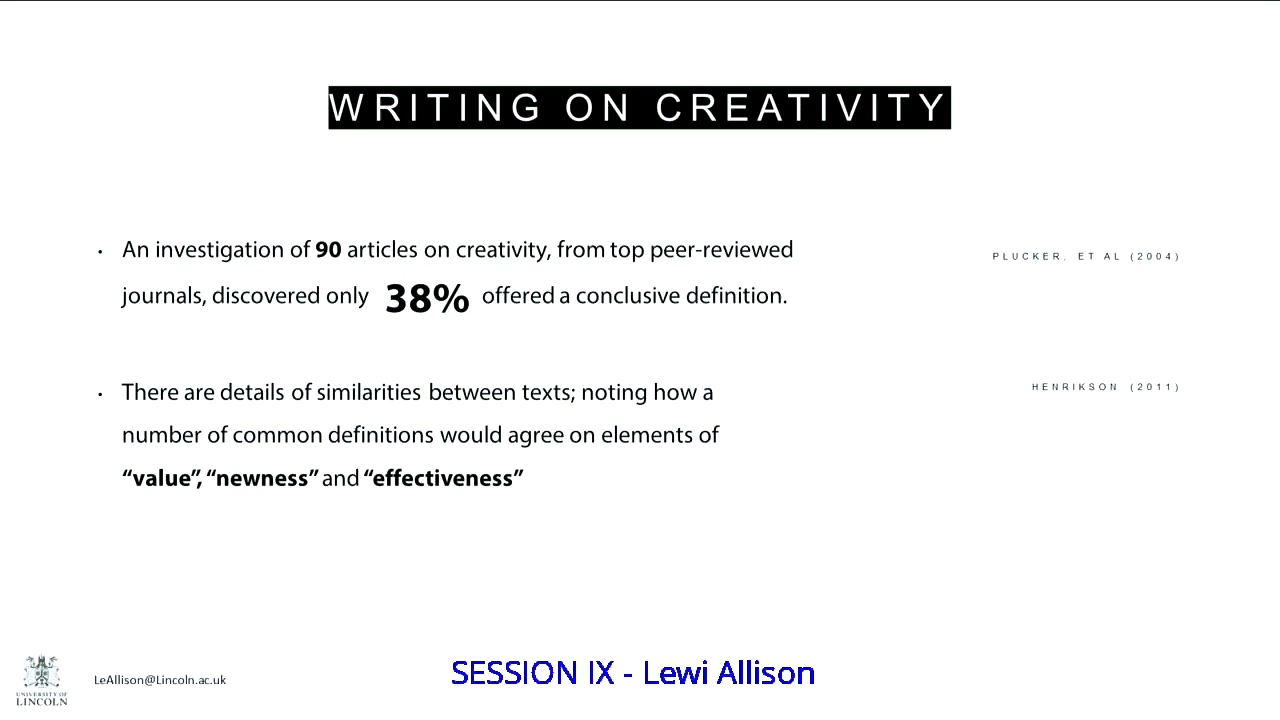 WRITING ON CREATIVITY
• An investigation of 90 articles on creativity, from top peer-reviewed
journals, discovered only 38% offered a conclusive definition.
PLUCKER, ET AL (2004)
• There are details of similarities between texts; noting how a
number of common definitions would agree on elements of
“value”, “newness” and “effectiveness”
HENRIKSON (2011)
UNIVERSITY OF
LINCOLN
LeAllison@Lincoln.ac.uk
SESSION IX - Lewi Allison